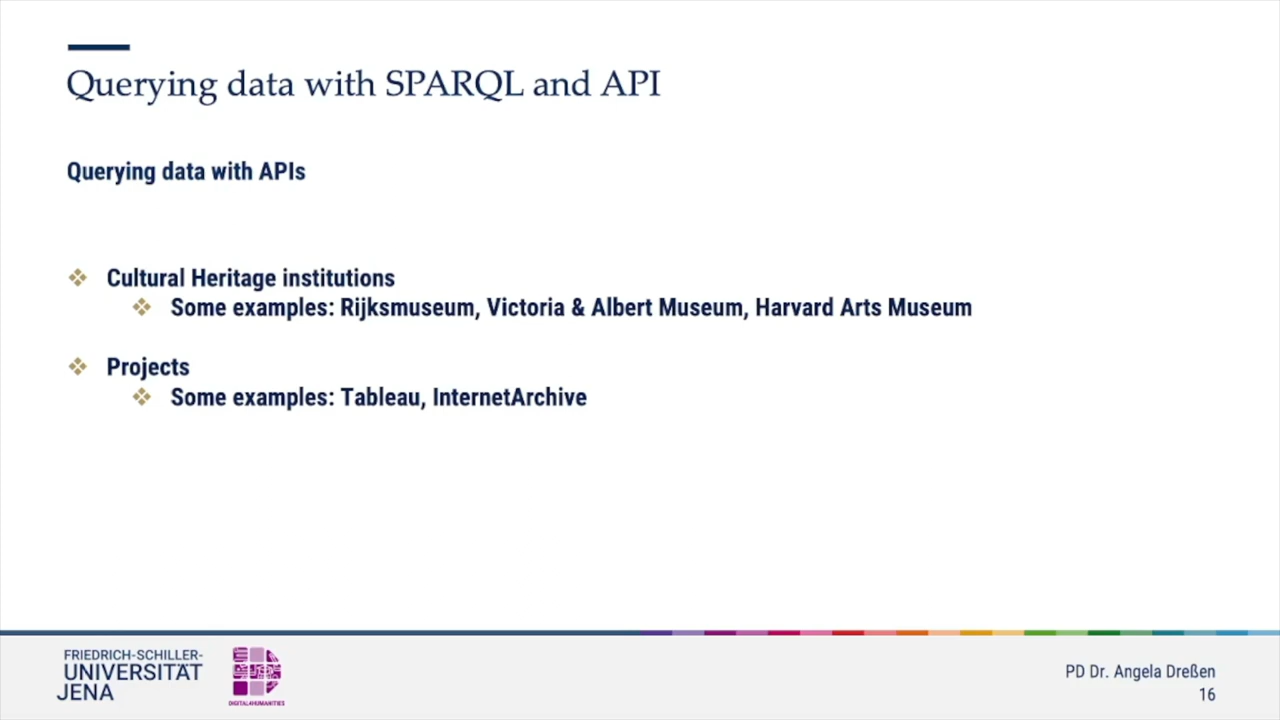 Querying data with SPARQL and API
Querying data with APIs
Cultural Heritage institutions
Some examples: Rijksmuseum, Victoria & Albert Museum, Harvard Arts Museum
Projects
Some examples: Tableau, InternetArchive
FRIEDRICH-SCHILLER-
UNIVERSITÄT
JENA
DIGITAL4HUMANITIES
PD Dr. Angela Dreßen
16